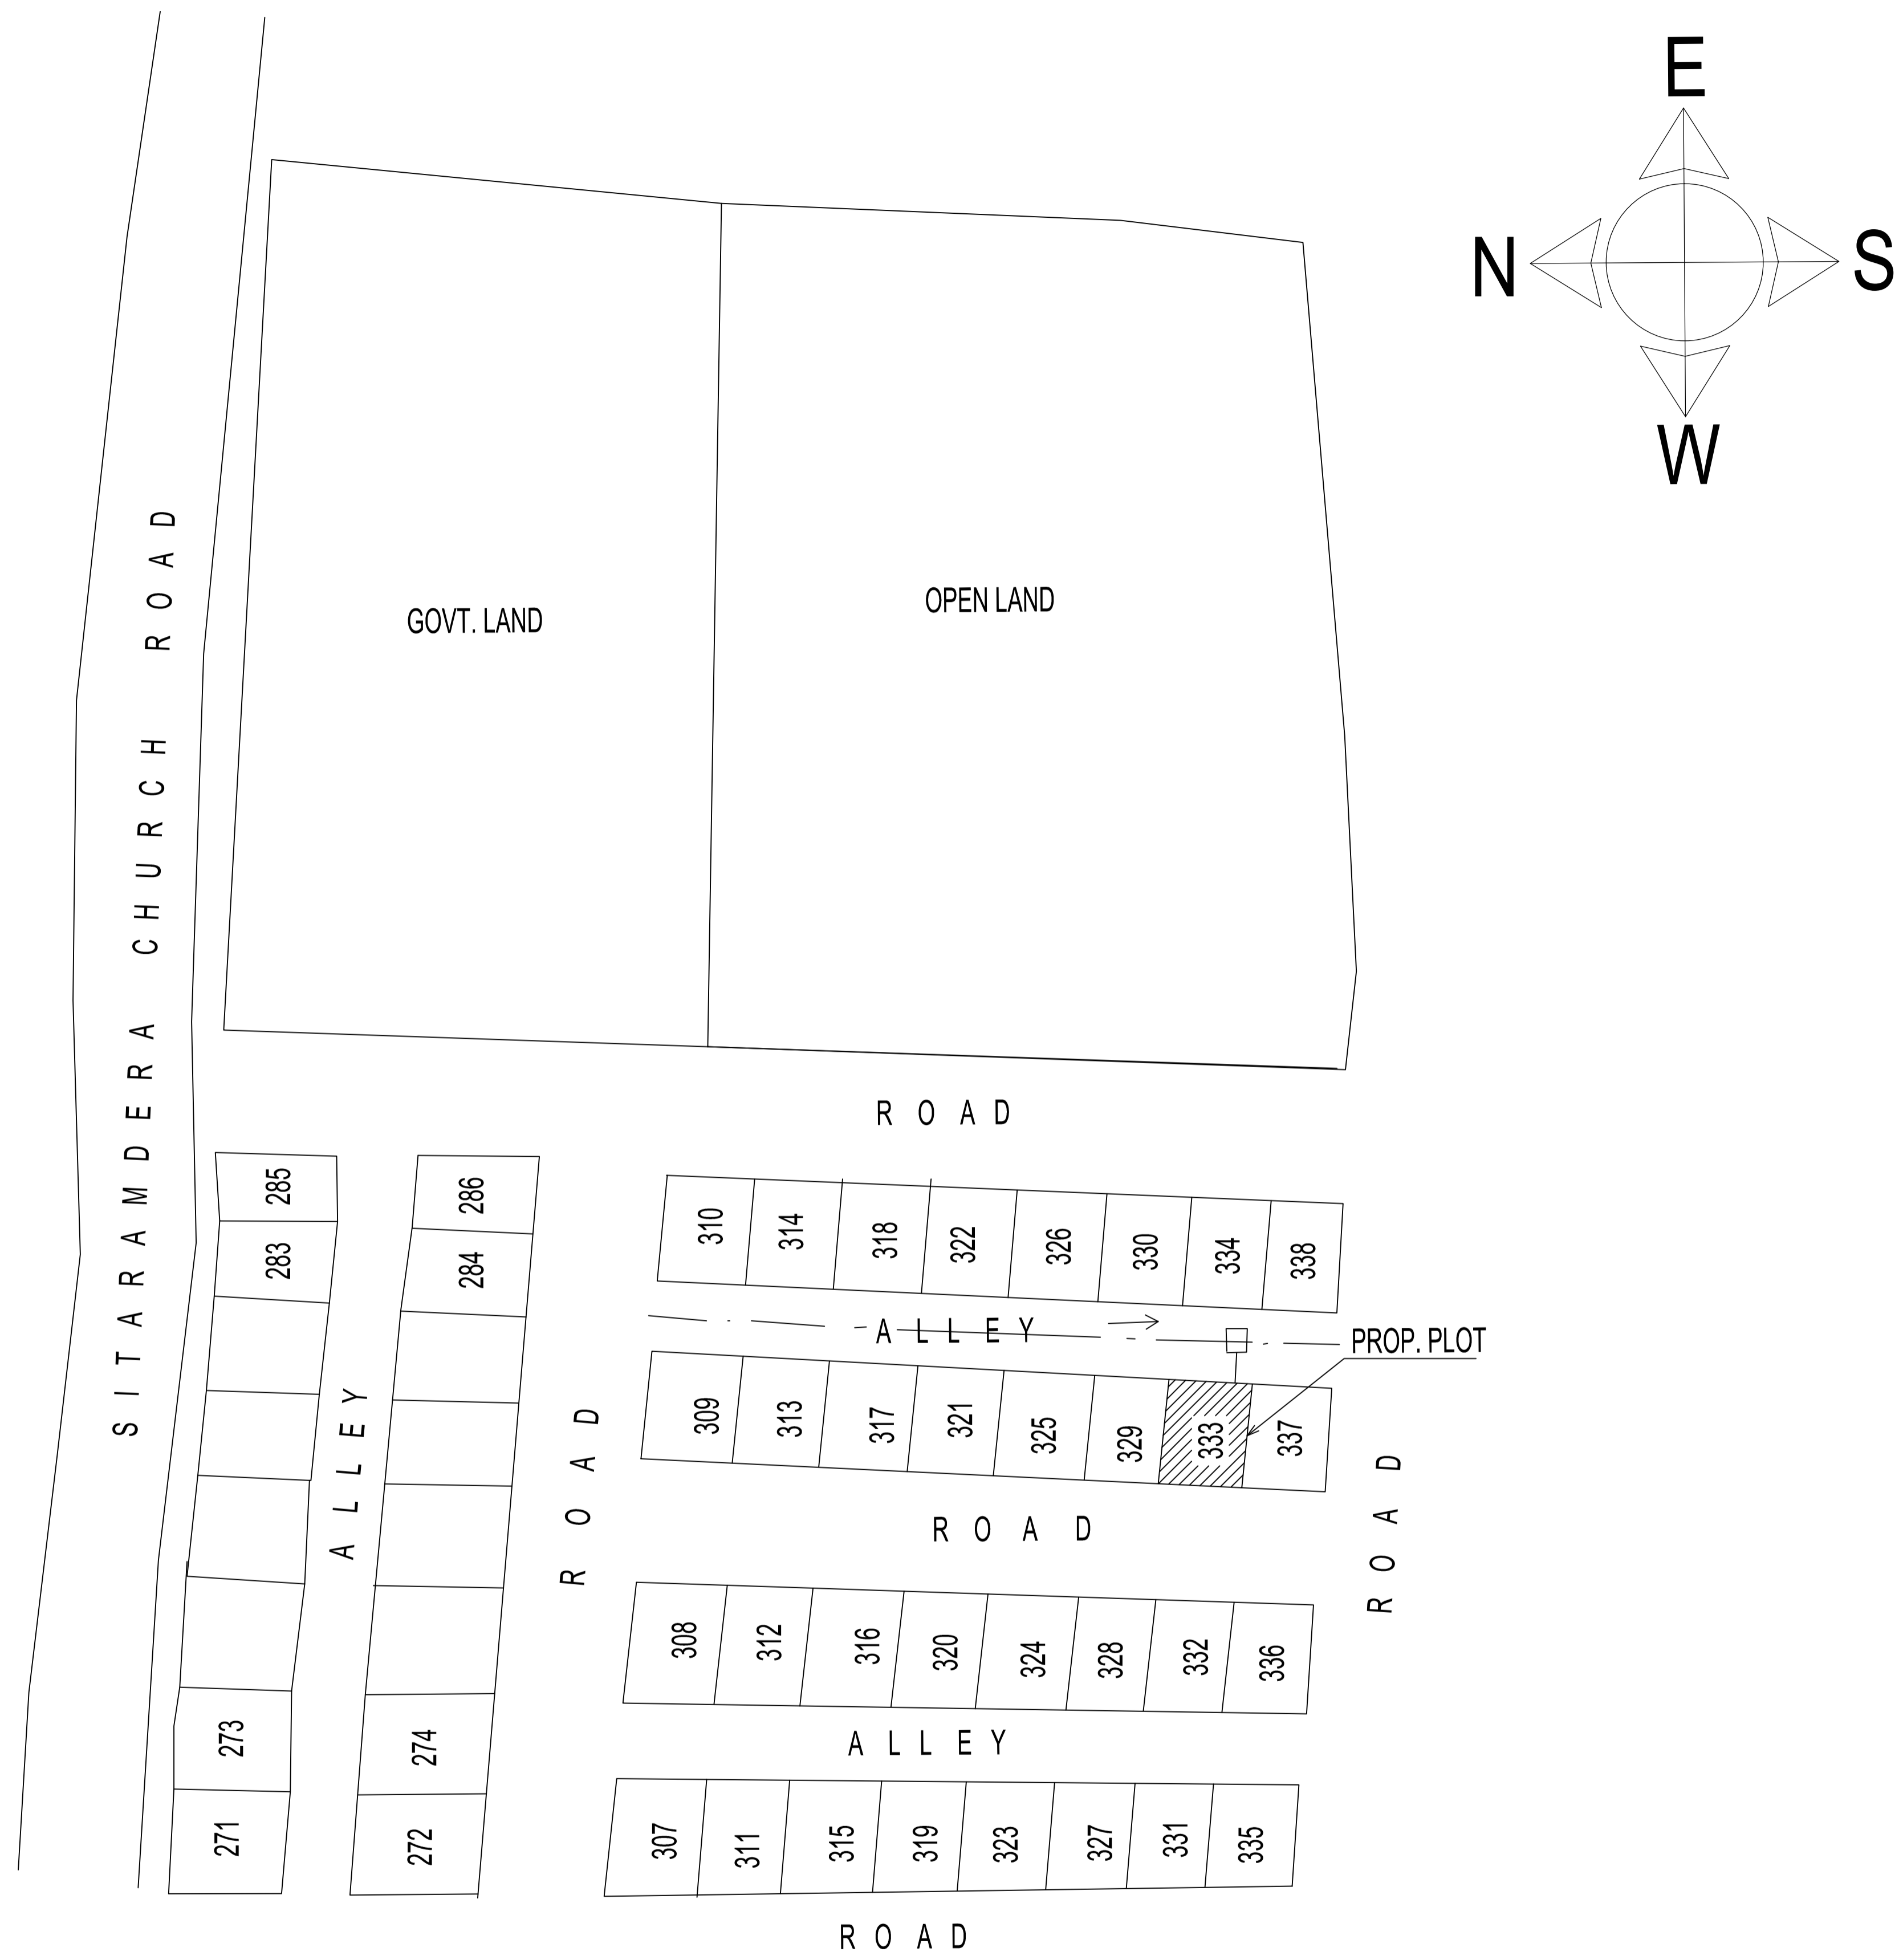 E
N
S
W
SITARAMDERA CHURCH ROAD
GOVT. LAND
OPEN LAND
ROAD
285
283
273
271
ALLEY
286
284
274
272
ROAD
310
314
318
322
326
330
334
338
ALLEY
PROP. PLOT
309
313
317
321
325
329
333
337
ROAD
ROAD
308
312
316
320
324
328
332
336
ALLEY
307
311
315
319
323
327
331
335
ROAD